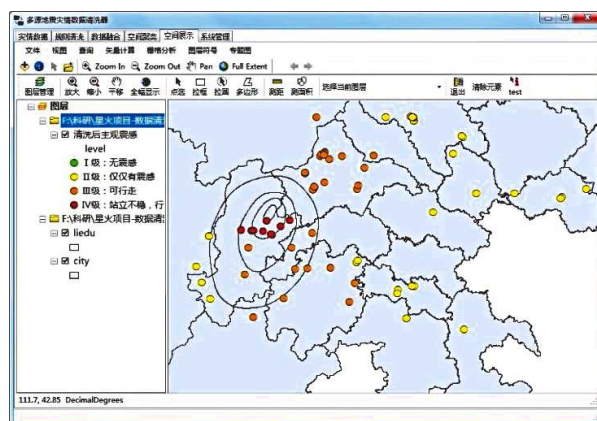 多源地震灾情数据清洗器
灾情数据 规则清洗 数据融合 空间聚类 空间展示 系统管理
文件 视图 查询 矢量计算 栅格分析 图层符号 专题图
Zoom In Zoom Out Pan Full Extent
图层管理 放大 缩小 平移 全幅显示 点选 拉框 拉圆 多边形 测距 测面积 选择当前图层 退出 清除元素 test
图层
F:\科研\星火项目-数据清
清洗后主观震感
level
I 级：无震感
II级：仅仅有震感
III级：可行走
IV级：站立不稳，行
F:\科研\星火项目-数据清
liedu
city
111.7, 42.85 DecimalDegrees